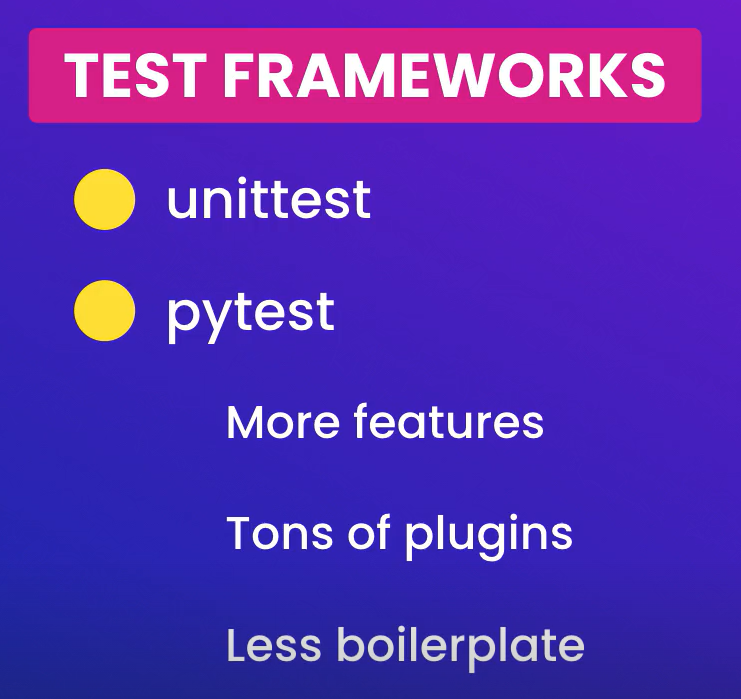 TEST FRAMEWORKS
unittest
pytest
More features
Tons of plugins
Less boilerplate